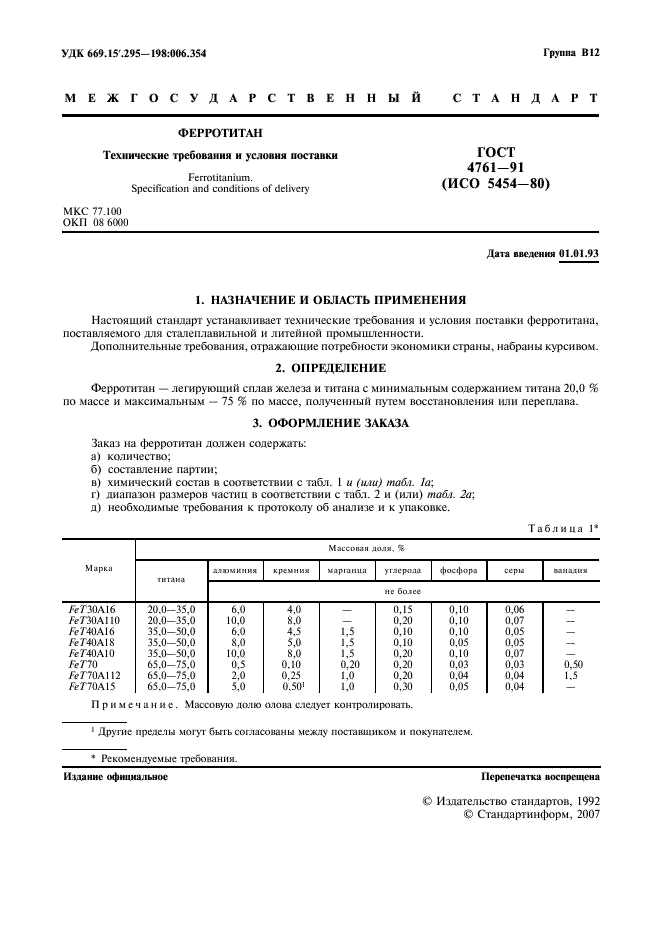 УДК 669.15′.295—198:006.354 Группа В12
МЕЖГОСУДАРСТВЕННЫЙ СТАНДАРТ
ФЕРРОТИТАН
Технические требования и условия поставки
Ferrotitanium.
Specification and conditions of delivery
ГОСТ
4761—91
(ИСО 5454—80)
МКС 77.100
ОКП 08 6000
Дата введения 01.01.93
1. НАЗНАЧЕНИЕ И ОБЛАСТЬ ПРИМЕНЕНИЯ
Настоящий стандарт устанавливает технические требования и условия поставки ферротитана,
поставляемого для сталеплавильной и литейной промышленности.
Дополнительные требования, отражающие потребности экономики страны, набраны курсивом.
2. ОПРЕДЕЛЕНИЕ
Ферротитан — легирующий сплав железа и титана с минимальным содержанием титана 20,0 %
по массе и максимальным — 75 % по массе, полученный путем восстановления или переплава.
3. ОФОРМЛЕНИЕ ЗАКАЗА
Заказ на ферротитан должен содержать:
а) количество;
б) составление партии;
в) химический состав в соответствии с табл. 1 и (или) табл. 1а;
г) диапазон размеров частиц в соответствии с табл. 2 и (или) табл. 2а;
д) необходимые требования к протоколу об анализе и к упаковке.
Таблица 1*
Марка
Массовая доля, %
титана алюминия кремния марганца углерода фосфора серы ванадия
не более
FeT30A16 20,0—35,0 6,0 4,0 — 0,15 0,10 0,06 —
FeT30A110 20,0—35,0 10,0 8,0 — 0,20 0,10 0,07 —
FeT40A16 35,0—50,0 6,0 4,5 1,5 0,10 0,10 0,05 —
FeT40A18 35,0—50,0 8,0 5,0 1,5 0,10 0,05 0,05 —
FeT40A10 35,0—50,0 10,0 8,0 1,5 0,20 0,10 0,07 —
FeT70 65,0—75,0 0,5 0,10 0,20 0,20 0,03 0,03 0,50
FeT70A112 65,0—75,0 2,0 0,25 1,0 0,20 0,04 0,04 1,5
FeT70A15 65,0—75,0 5,0 0,50¹ 1,0 0,30 0,05 0,04 —
Примечание. Массовую долю олова следует контролировать.
¹ Другие пределы могут быть согласованы между поставщиком и покупателем.
* Рекомендуемые требования.
Издание официальное Перепечатка воспрещена
© Издательство стандартов, 1992
© Стандартинформ, 2007